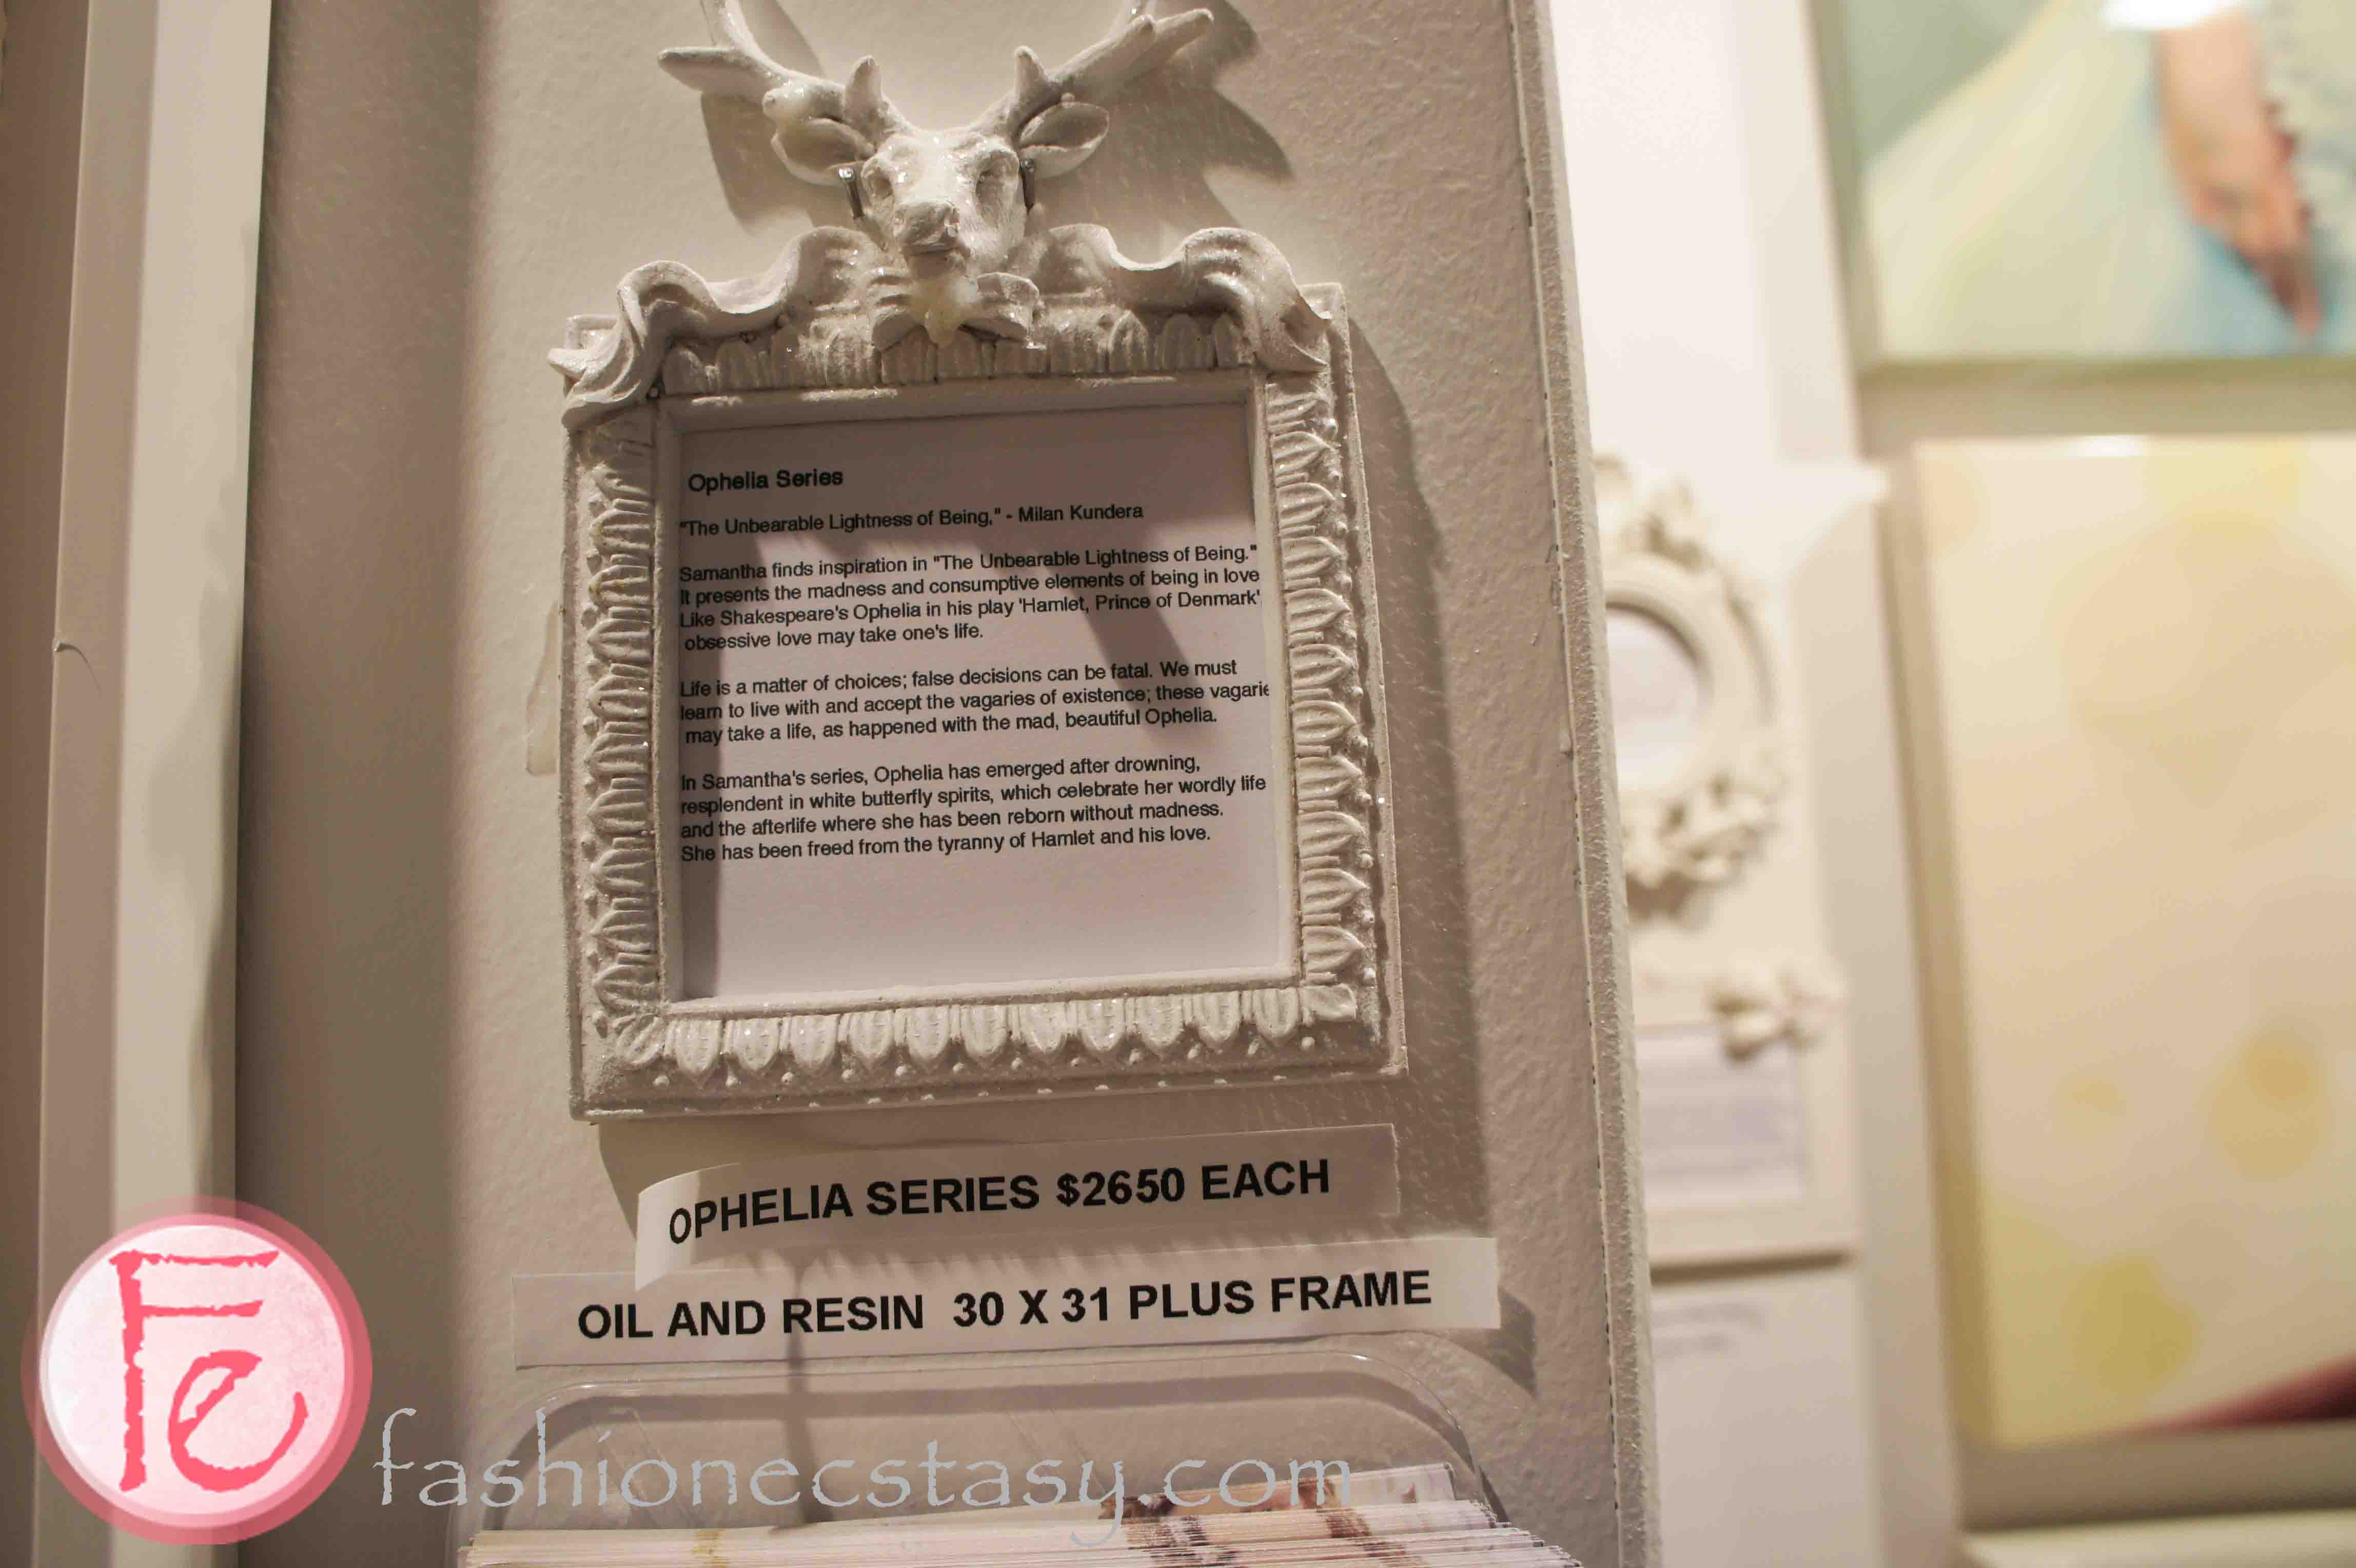 Ophelia Series
"The Unbearable Lightness of Being," - Milan Kundera
Samantha finds inspiration in "The Unbearable Lightness of Being."
It presents the madness and consumptive elements of being in love
Like Shakespeare's Ophelia in his play 'Hamlet, Prince of Denmark'
obsessive love may take one's life.
Life is a matter of choices; false decisions can be fatal. We must
learn to live with and accept the vagaries of existence; these vagarie
may take a life, as happened with the mad, beautiful Ophelia.
In Samantha's series, Ophelia has emerged after drowning,
resplendent in white butterfly spirits, which celebrate her wordly life
and the afterlife where she has been reborn without madness.
She has been freed from the tyranny of Hamlet and his love.
OPHELIA SERIES $2650 EACH
OIL AND RESIN 30 X 31 PLUS FRAME
Fe
fashionecstasy.com